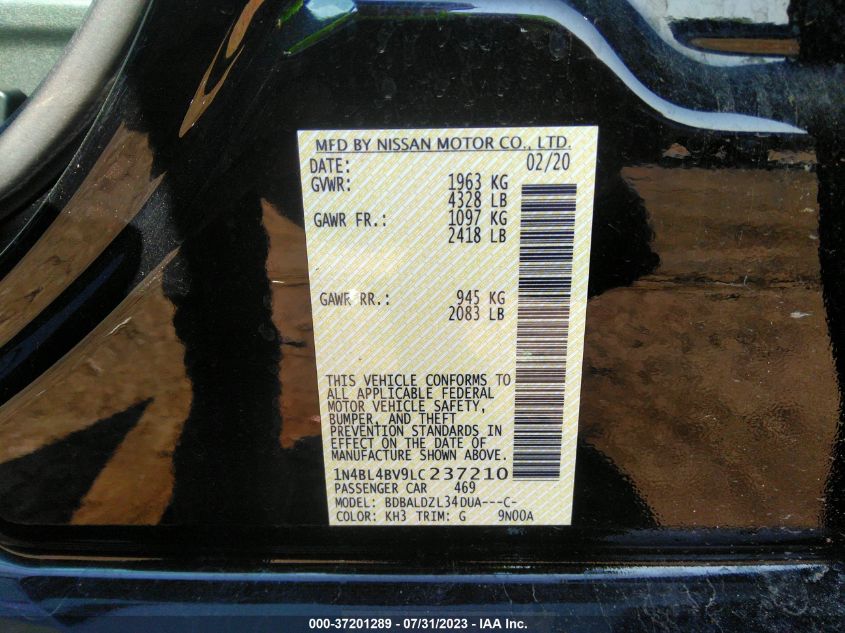 MFD BY NISSAN MOTOR CO., LTD.
DATE: 02/20
GVWR: 1963 KG
4328 LB
GAWR FR.: 1097 KG
2418 LB
GAWR RR.: 945 KG
2083 LB
THIS VEHICLE CONFORMS TO
ALL APPLICABLE FEDERAL
MOTOR VEHICLE SAFETY,
BUMPER, AND THEFT
PREVENTION STANDARDS IN
EFFECT ON THE DATE OF
MANUFACTURE SHOWN ABOVE.
1N4BL4BV9LC237210
PASSENGER CAR 469
MODEL: BDBALDZL34DUA---C-
COLOR: KH3 TRIM: G 9N00A
000-37201289 - 07/31/2023 - IAA Inc.